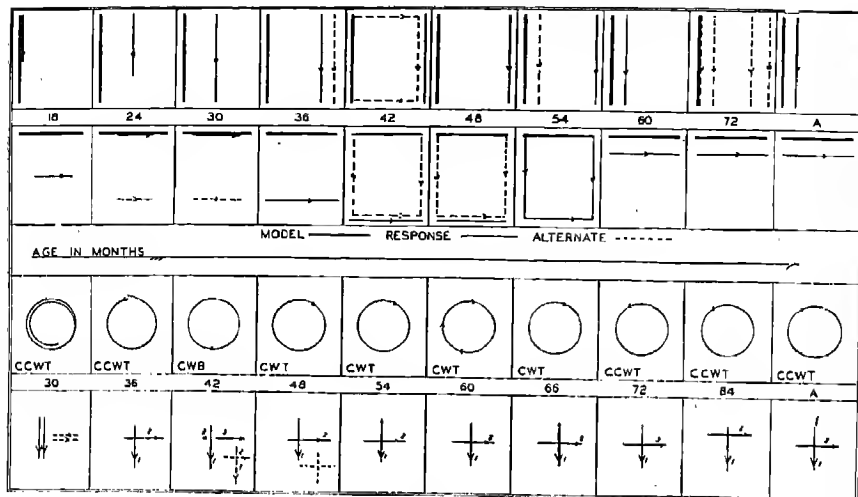 18 24 30 36 42 48 54 60 72 A
MODEL RESPONSE ALTERNATE
AGE IN MONTHS
CCWT CCWT CWB CWT CWT CWT CWT CCWT CCWT CCWT
30 36 42 48 54 60 66 72 84 A